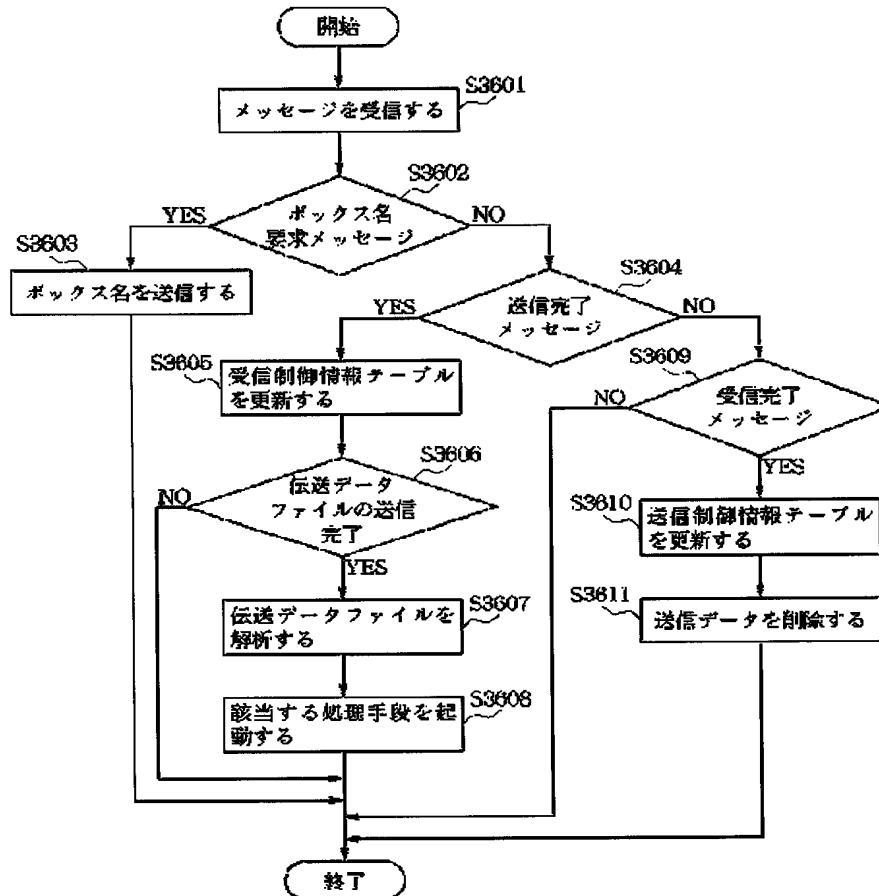 開始
S3601
メッセージを受信する
S3602
YES
ボックス名
要求メッセージ
NO
S3603
ボックス名を送信する
S3604
YES
送信完了
メッセージ
NO
S3605
受信制御情報テーブル
を更新する
S3609
NO
受信完了
メッセージ
YES
S3606
NO
伝送データ
ファイルの送信
完了
YES
S3610
送信制御情報テーブル
を更新する
S3607
伝送データファイルを
解析する
S3611
送信データを削除する
S3608
該当する処理手段を起
動する
終了